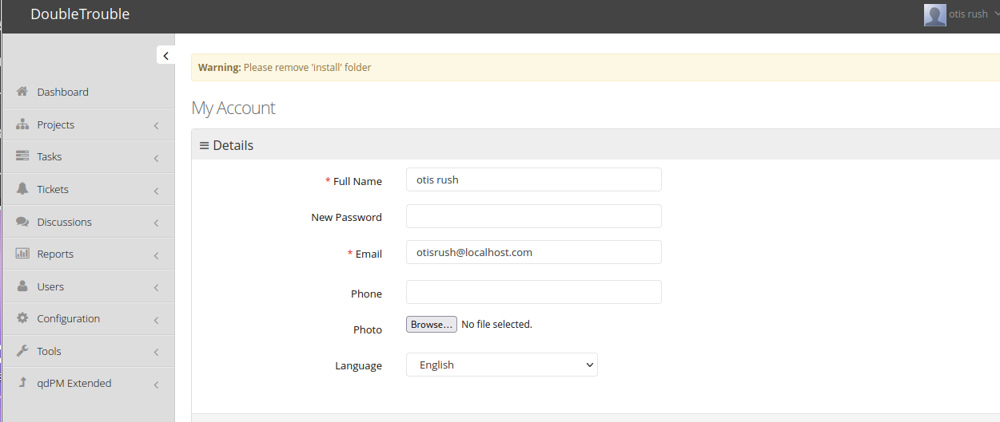 DoubleTrouble
otis rush
Warning: Please remove 'install' folder
My Account
Dashboard
Projects
Tasks
Tickets
Discussions
Reports
Users
Configuration
Tools
qdPM Extended
Details
* Full Name otis rush
New Password
* Email otisrush@localhost.com
Phone
Photo Browse... No file selected.
Language English